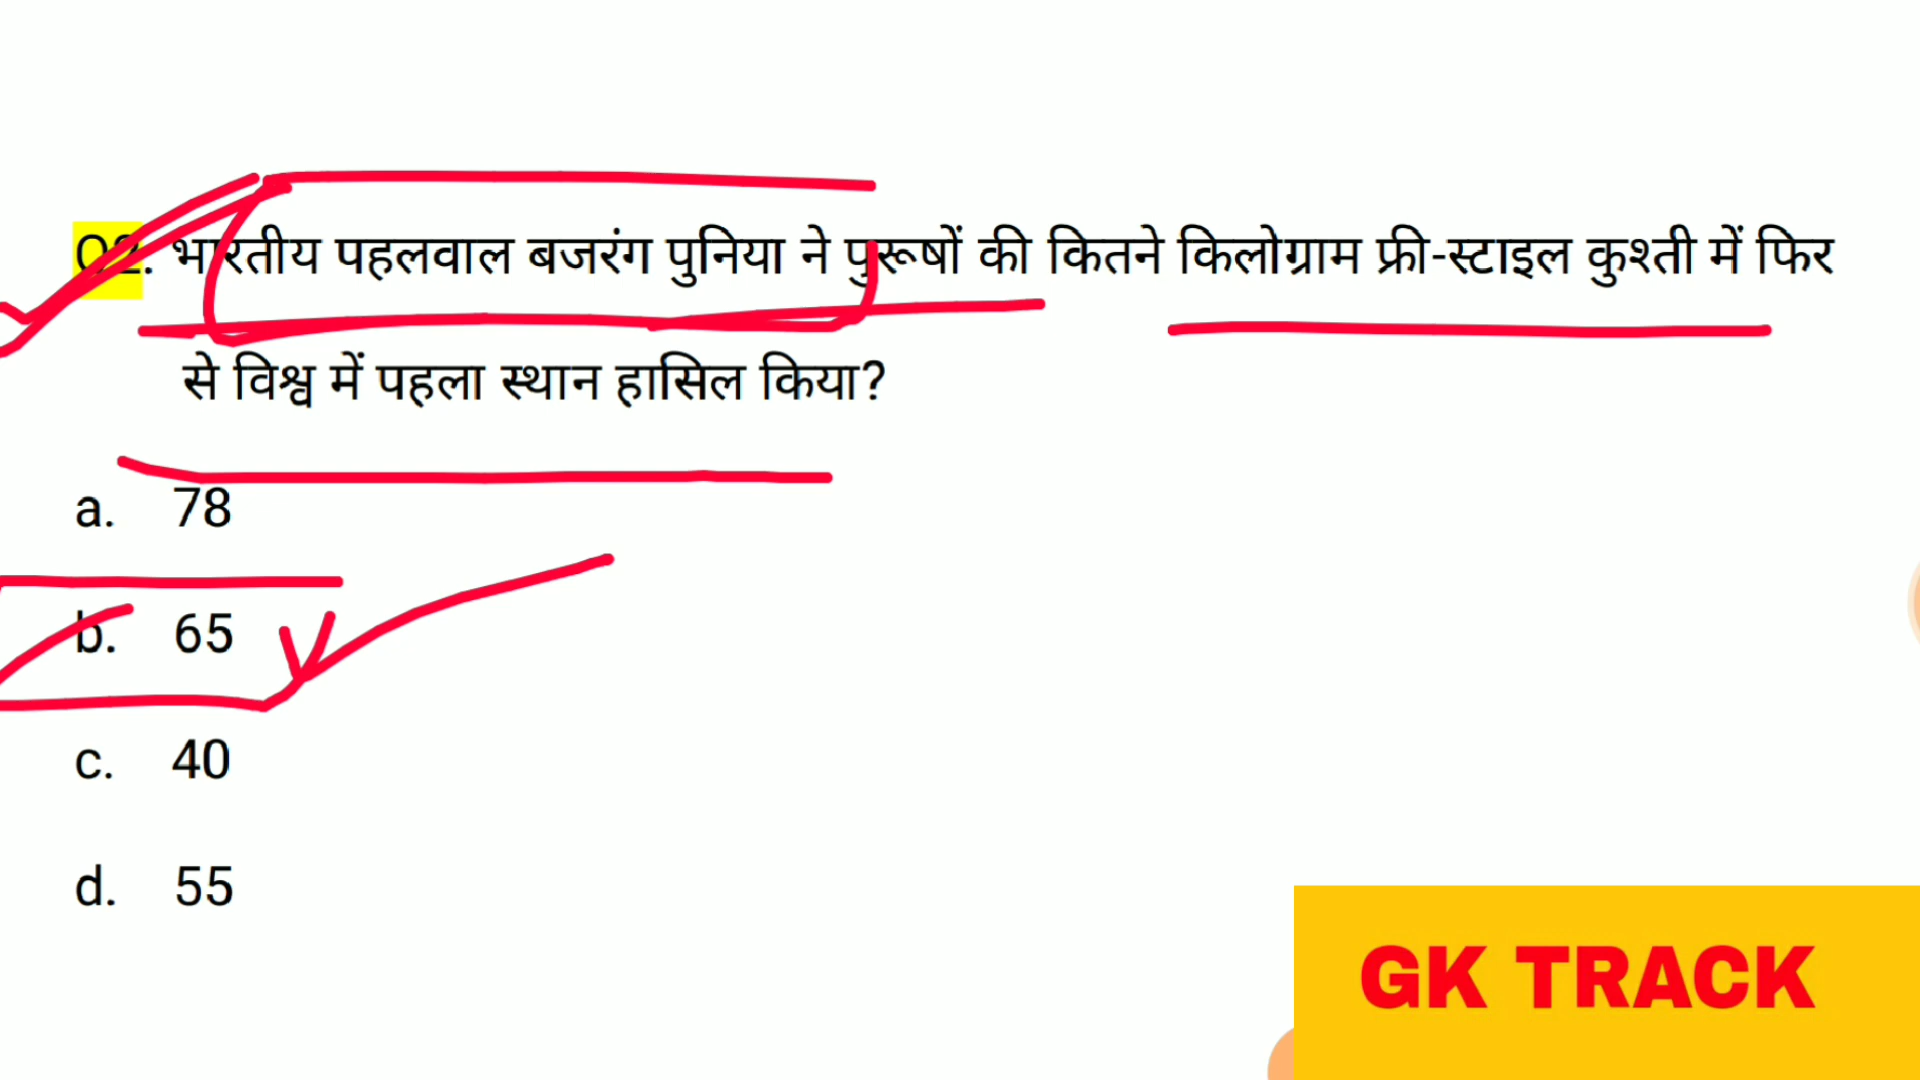 Q2. भारतीय पहलवाल बजरंग पुनिया ने पुरूषों की कितने किलोग्राम फ्री-स्टाइल कुश्ती में फिर
से विश्व में पहला स्थान हासिल किया?
a. 78
b. 65
c. 40
d. 55
GK TRACK